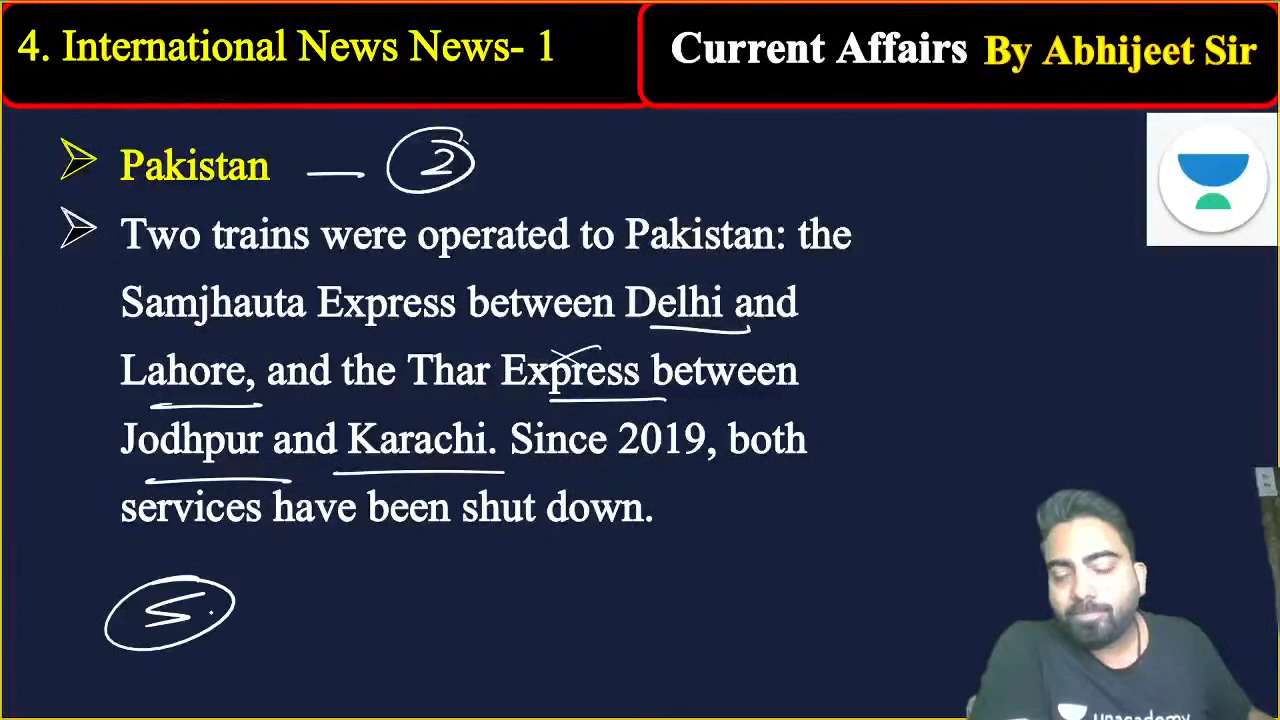 4. International News News- 1
Current Affairs By Abhijeet Sir
Pakistan — 2
Two trains were operated to Pakistan: the
Samjhauta Express between Delhi and
Lahore, and the Thar Express between
Jodhpur and Karachi. Since 2019, both
services have been shut down.
5
unacademy